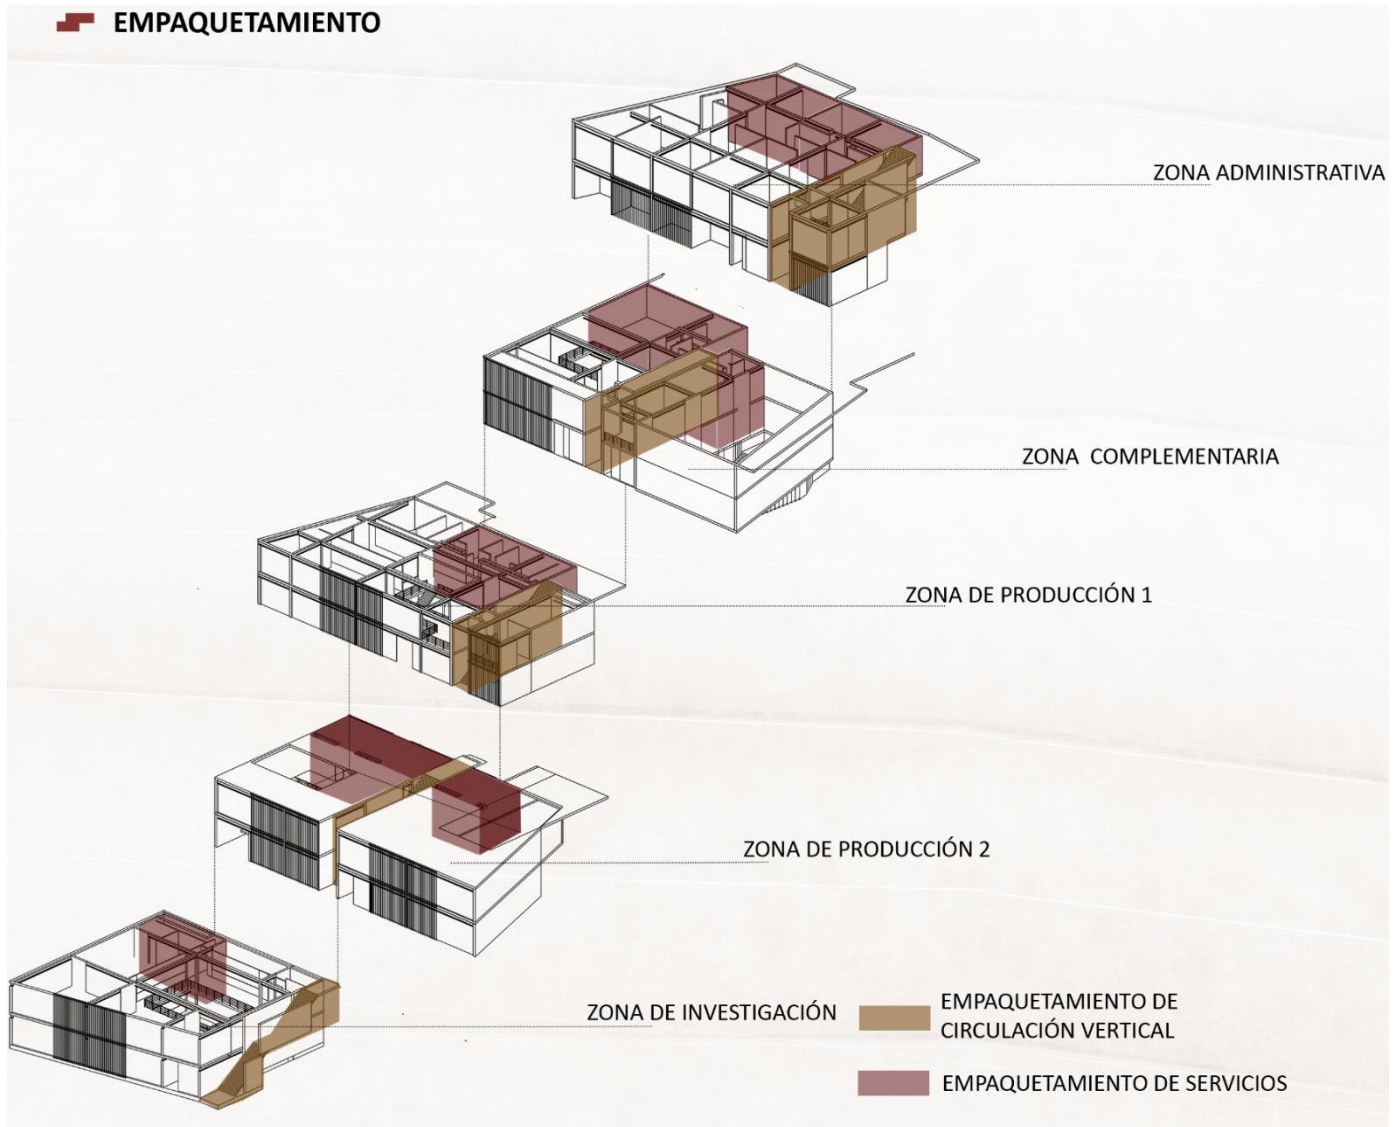 EMPAQUETAMIENTO
ZONA ADMINISTRATIVA
ZONA COMPLEMENTARIA
ZONA DE PRODUCCIÓN 1
ZONA DE PRODUCCIÓN 2
ZONA DE INVESTIGACIÓN
EMPAQUETAMIENTO DE
CIRCULACIÓN VERTICAL
EMPAQUETAMIENTO DE SERVICIOS